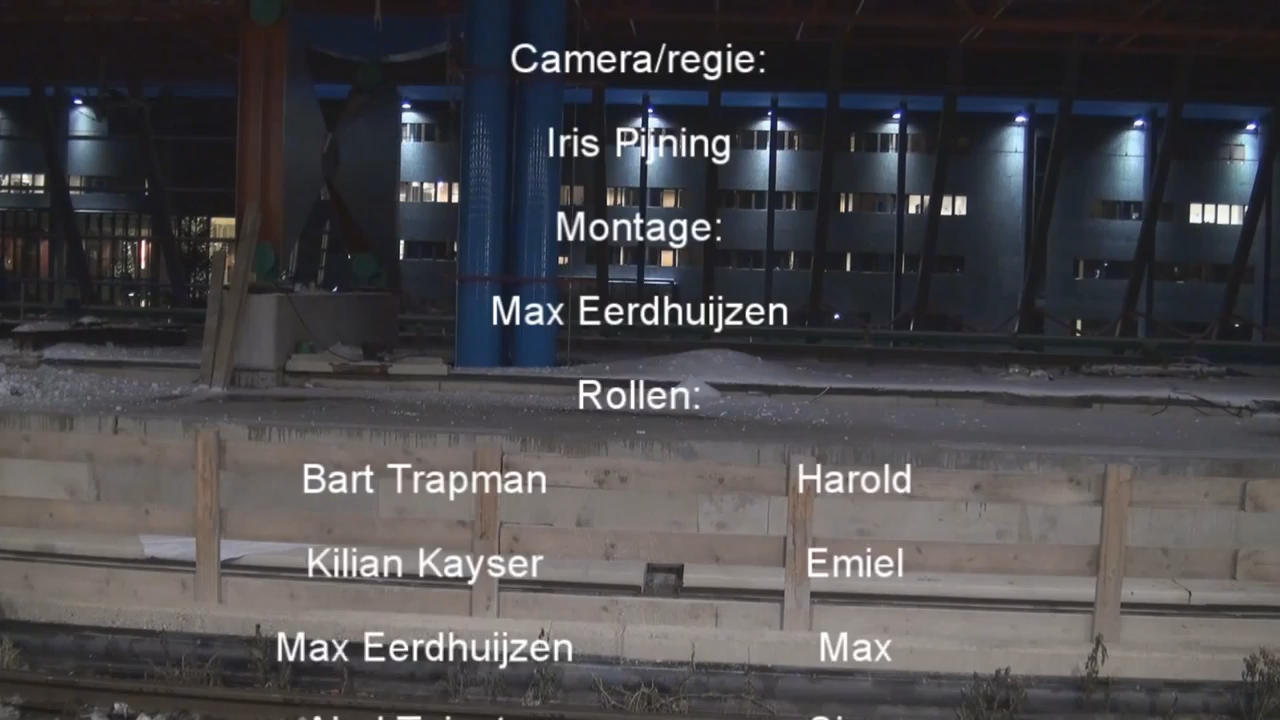 Camera/regie:
Iris Pijning
Montage:
Max Eerdhuijzen
Rollen:
Bart Trapman Harold
Kilian Kayser Emiel
Max Eerdhuijzen Max